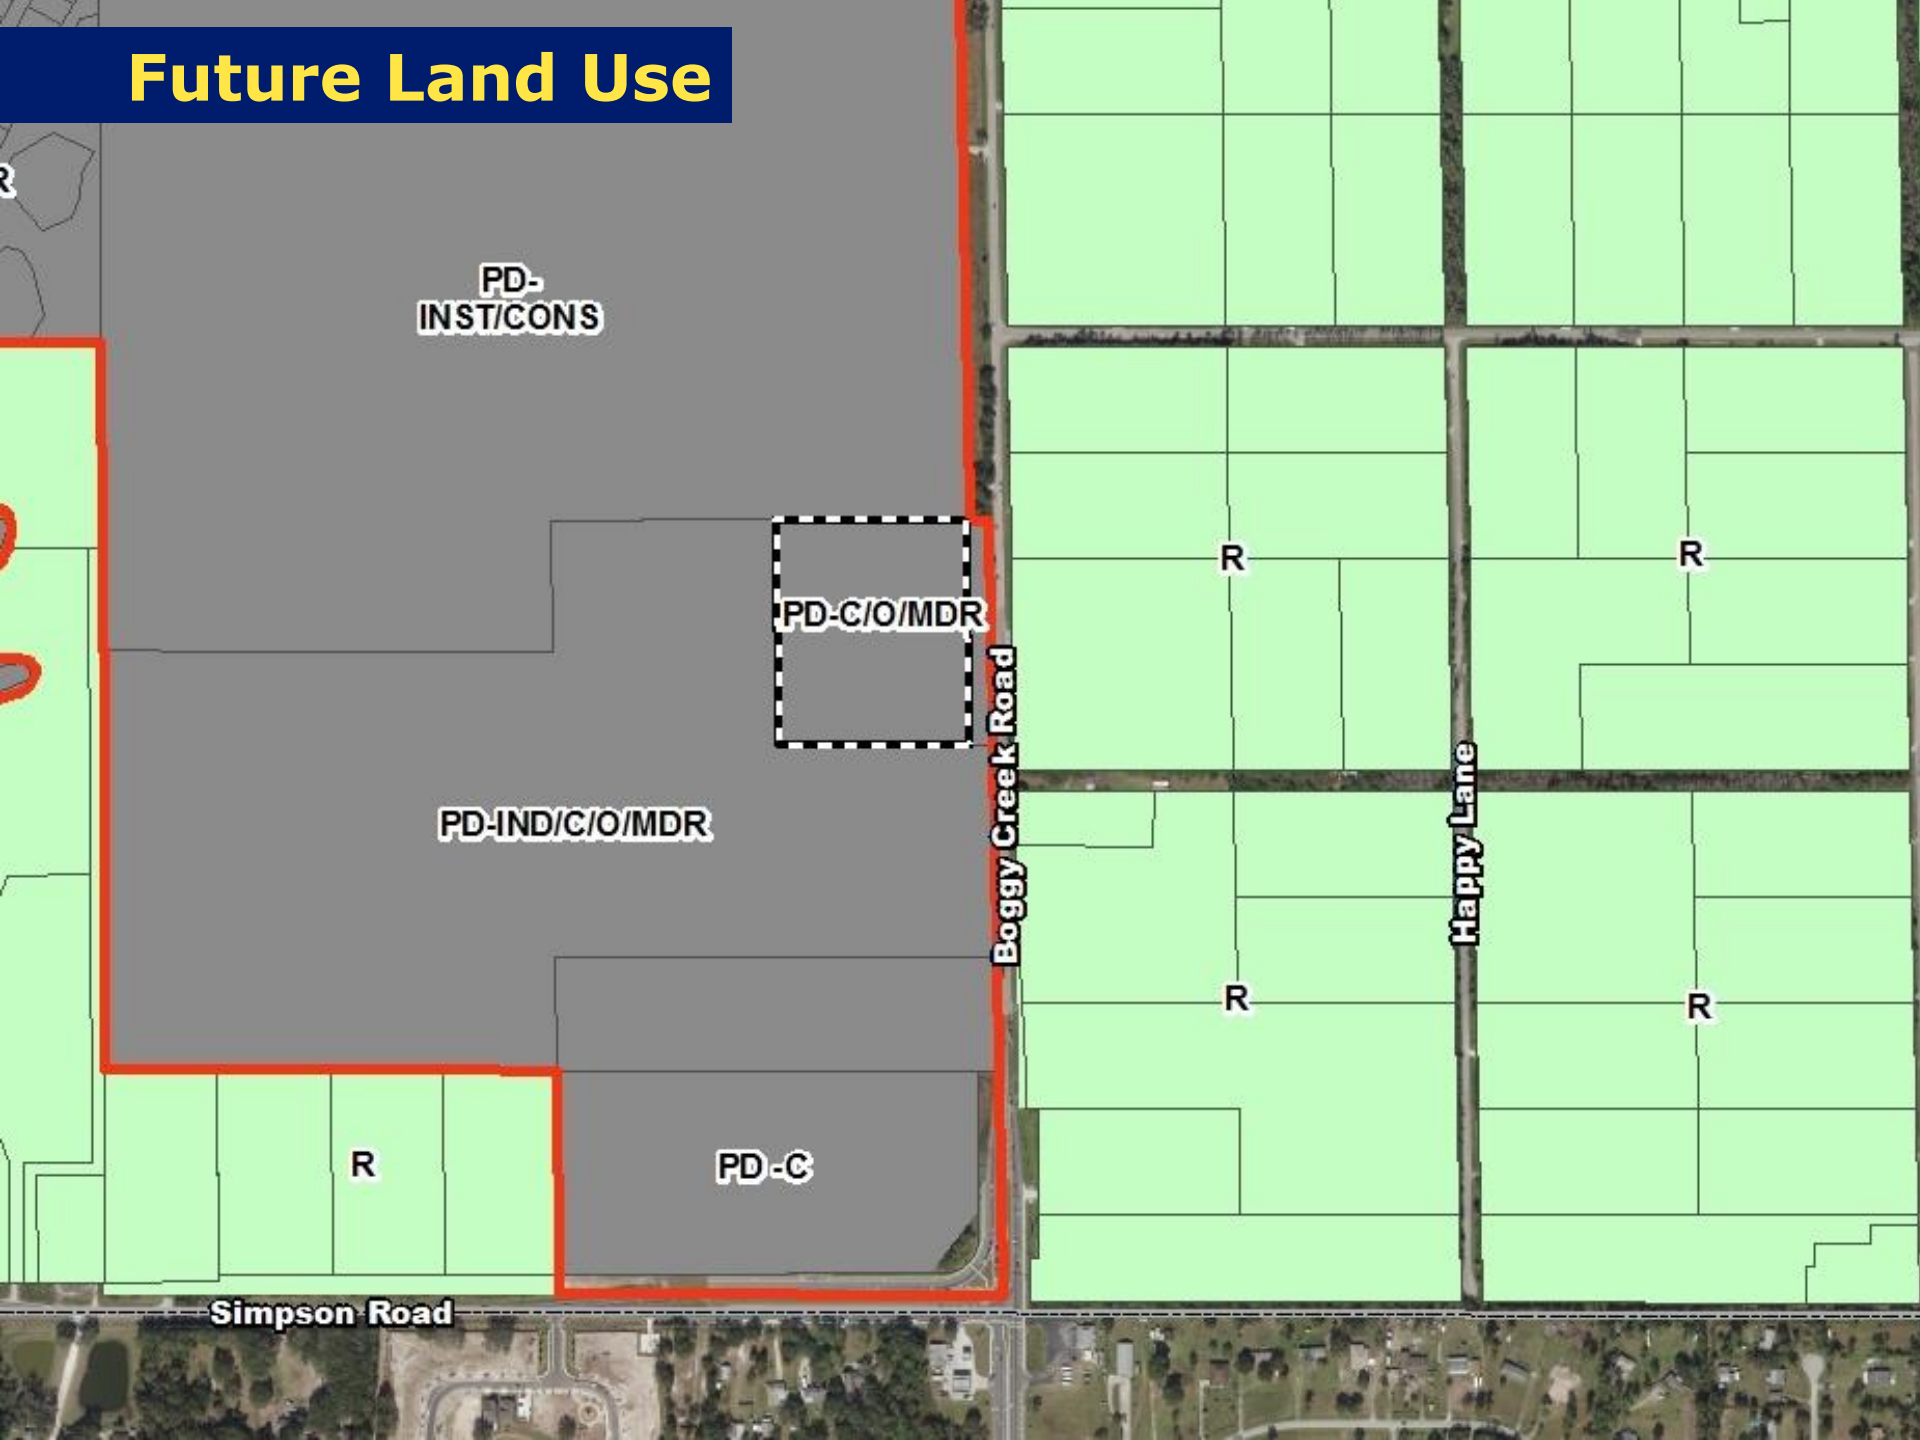 Future Land Use
R
PD-
INST/CONS
R
R
PD-C/O/MDR
Boggy Creek Road
Happy Lane
PD-IND/C/O/MDR
R
R
R
PD -C
Simpson Road